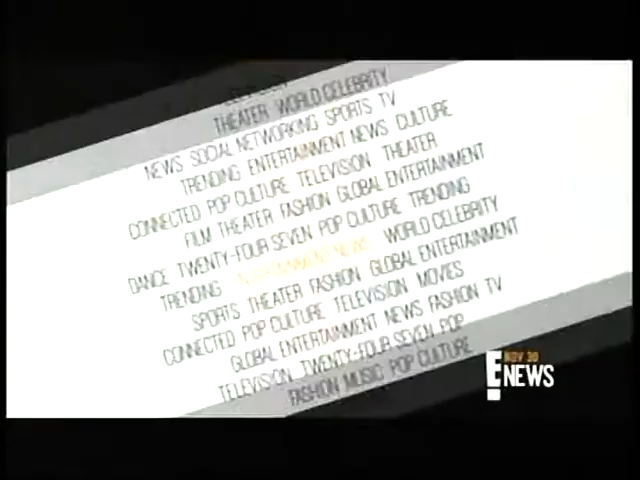 THEATER WORLD CELEBRITY
NEWS SOCIAL NETWORKING SPORTS TV
TRENDING ENTERTAINMENT NEWS CULTURE
CONNECTED POP CULTURE TELEVISION THEATER
FILM THEATER FASHION GLOBAL ENTERTAINMENT
DANCE TWENTY-FOUR SEVEN POP CULTURE TRENDING
TRENDING ENTERTAINMENT NEWS WORLD CELEBRITY
SPORTS THEATER FASHION GLOBAL ENTERTAINMENT
CONNECTED POP CULTURE TELEVISION MOVIES
GLOBAL ENTERTAINMENT NEWS FASHION TV
TELEVISION TWENTY-FOUR SEVEN POP
FASHION MUSIC POP CULTURE
NOV 30
E! NEWS